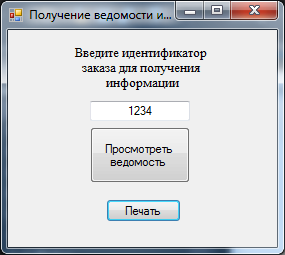 Получение ведомости и...
Введите идентификатор
заказа для получения
информации
1234
Просмотреть
ведомость
Печать